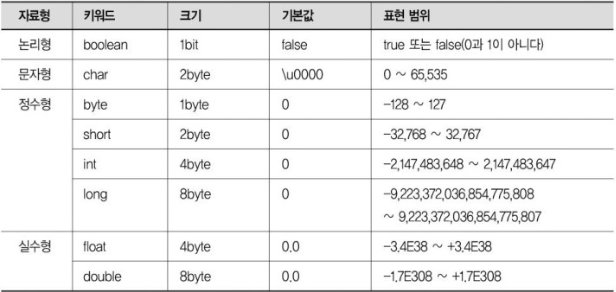 자료형 키워드 크기 기본값 표현 범위
논리형 boolean 1bit false true 또는 false(0과 1이 아니다)
문자형 char 2byte \u0000 0 ~ 65,535
정수형 byte 1byte 0 -128 ~ 127
short 2byte 0 -32,768 ~ 32,767
int 4byte 0 -2,147,483,648 ~ 2,147,483,647
long 8byte 0 -9,223,372,036,854,775,808
~ 9,223,372,036,854,775,807
실수형 float 4byte 0.0 -3.4E38 ~ +3.4E38
double 8byte 0.0 -1.7E308 ~ +1.7E308